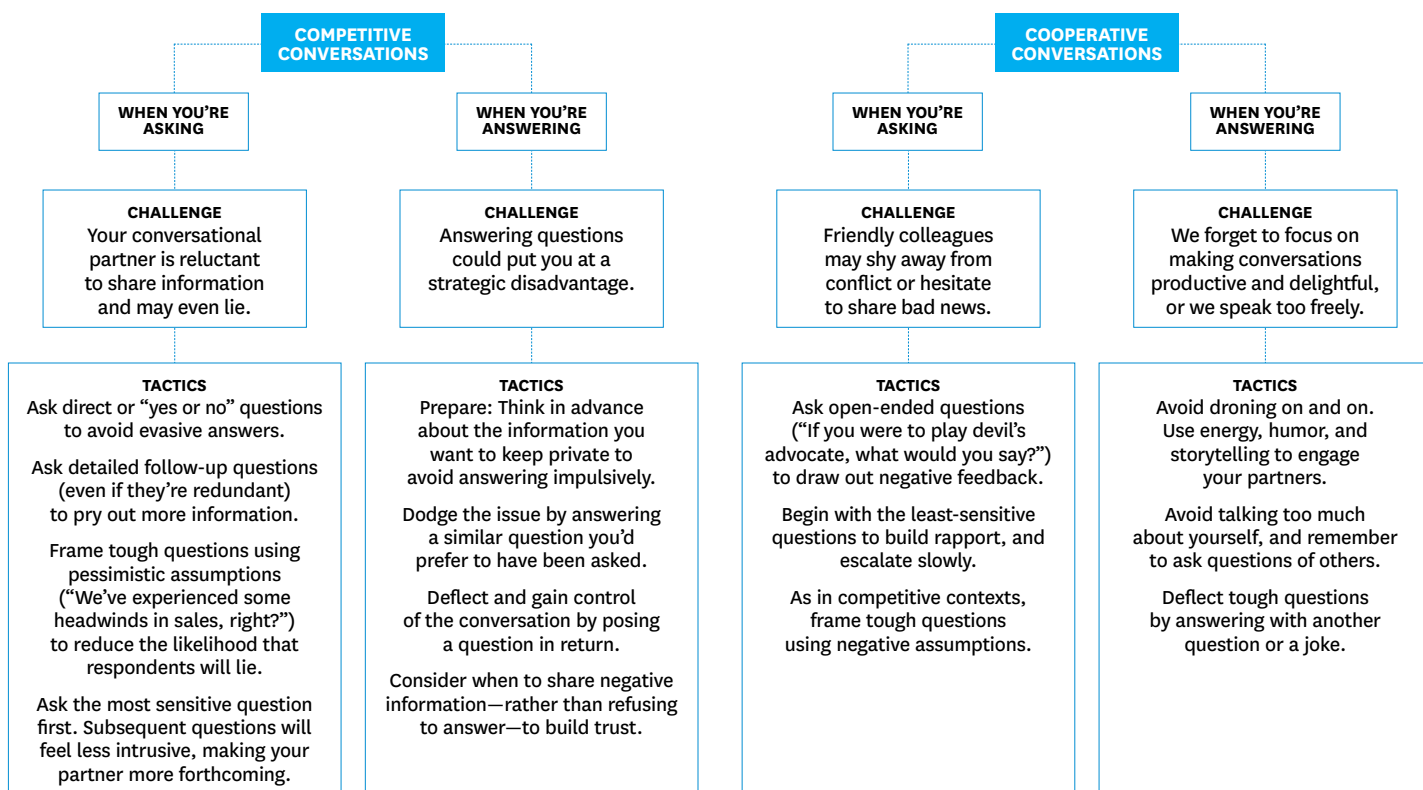 COMPETITIVE
CONVERSATIONS
WHEN YOU'RE
ASKING
CHALLENGE
Your conversational
partner is reluctant
to share information
and may even lie.
TACTICS
Ask direct or “yes or no” questions
to avoid evasive answers.
Ask detailed follow-up questions
(even if they’re redundant)
to pry out more information.
Frame tough questions using
pessimistic assumptions
(“We’ve experienced some
headwinds in sales, right?”)
to reduce the likelihood that
respondents will lie.
Ask the most sensitive question
first. Subsequent questions will
feel less intrusive, making your
partner more forthcoming.
WHEN YOU’RE
ANSWERING
CHALLENGE
Answering questions
could put you at a
strategic disadvantage.
TACTICS
Prepare: Think in advance
about the information you
want to keep private to
avoid answering impulsively.
Dodge the issue by answering
a similar question you’d
prefer to have been asked.
Deflect and gain control
of the conversation by posing
a question in return.
Consider when to share negative
information—rather than refusing
to answer—to build trust.
COOPERATIVE
CONVERSATIONS
WHEN YOU’RE
ASKING
CHALLENGE
Friendly colleagues
may shy away from
conflict or hesitate
to share bad news.
TACTICS
Ask open-ended questions
(“If you were to play devil’s
advocate, what would you say?”)
to draw out negative feedback.
Begin with the least-sensitive
questions to build rapport, and
escalate slowly.
As in competitive contexts,
frame tough questions
using negative assumptions.
WHEN YOU’RE
ANSWERING
CHALLENGE
We forget to focus on
making conversations
productive and delightful,
or we speak too freely.
TACTICS
Avoid droning on and on.
Use energy, humor, and
storytelling to engage
your partners.
Avoid talking too much
about yourself, and remember
to ask questions of others.
Deflect tough questions
by answering with another
question or a joke.